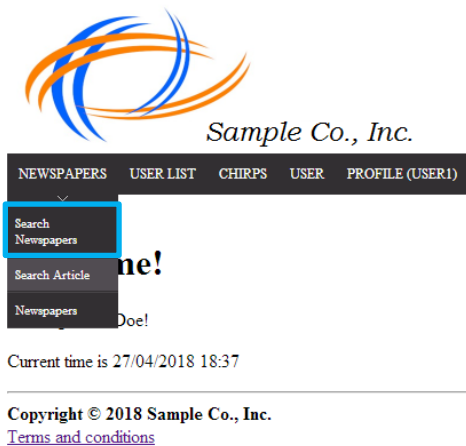 Sample Co., Inc.
NEWSPAPERS USER LIST CHIRPS USER PROFILE (USER1)
Search
Newspapers
me!
Search Article
Newspapers
Doe!
Current time is 27/04/2018 18:37
Copyright © 2018 Sample Co., Inc.
Terms and conditions